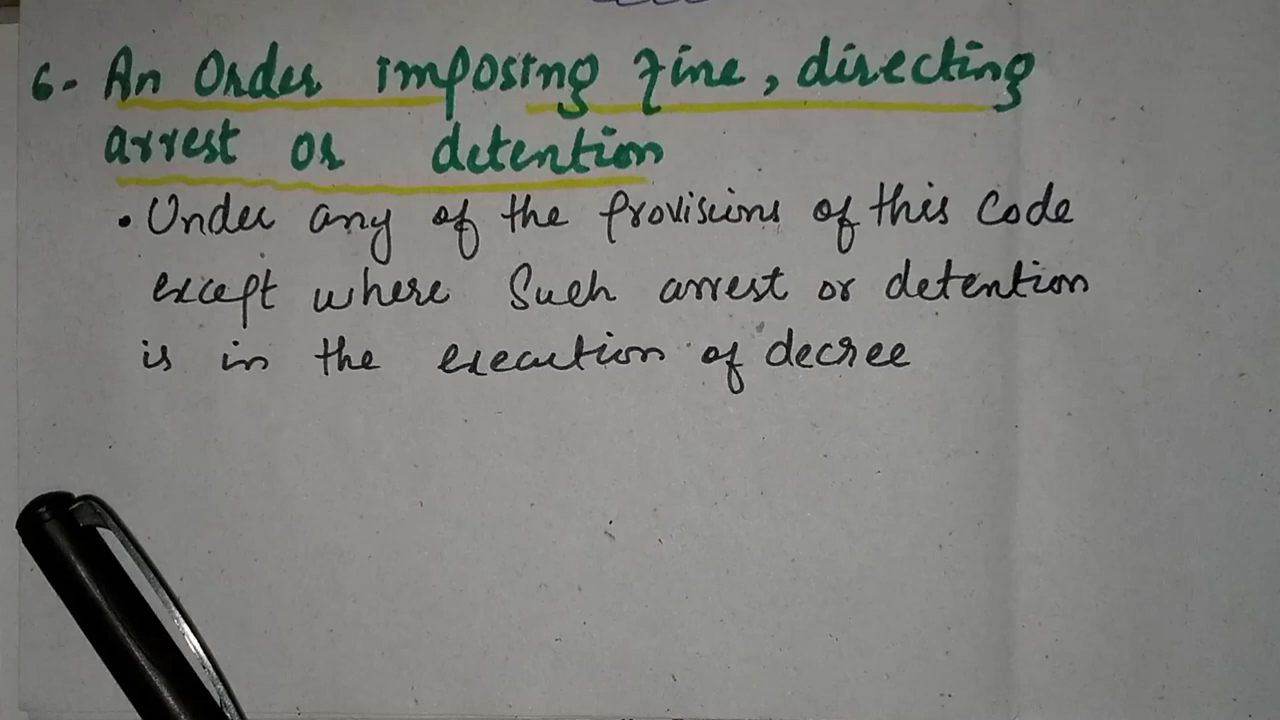 6. An Order imposing fine, directing
arrest or detention
• Under any of the provisions of this Code
except where Such arrest or detention
is in the execution of decree